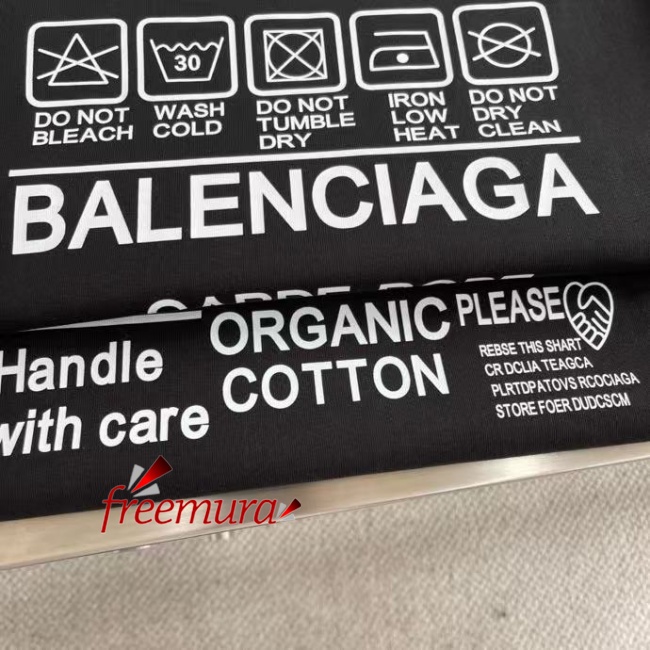 DO NOT BLEACH
30
WASH COLD
DO NOT TUMBLE DRY
IRON LOW HEAT
DO NOT DRY CLEAN
BALENCIAGA
Handle
with care
ORGANIC
COTTON
PLEASE
REBSE THIS SHART
CR DCLIA TEAGCA
PLRTDPATOVS RCOCIAGA
STORE FOER DUDCSCM
freemura